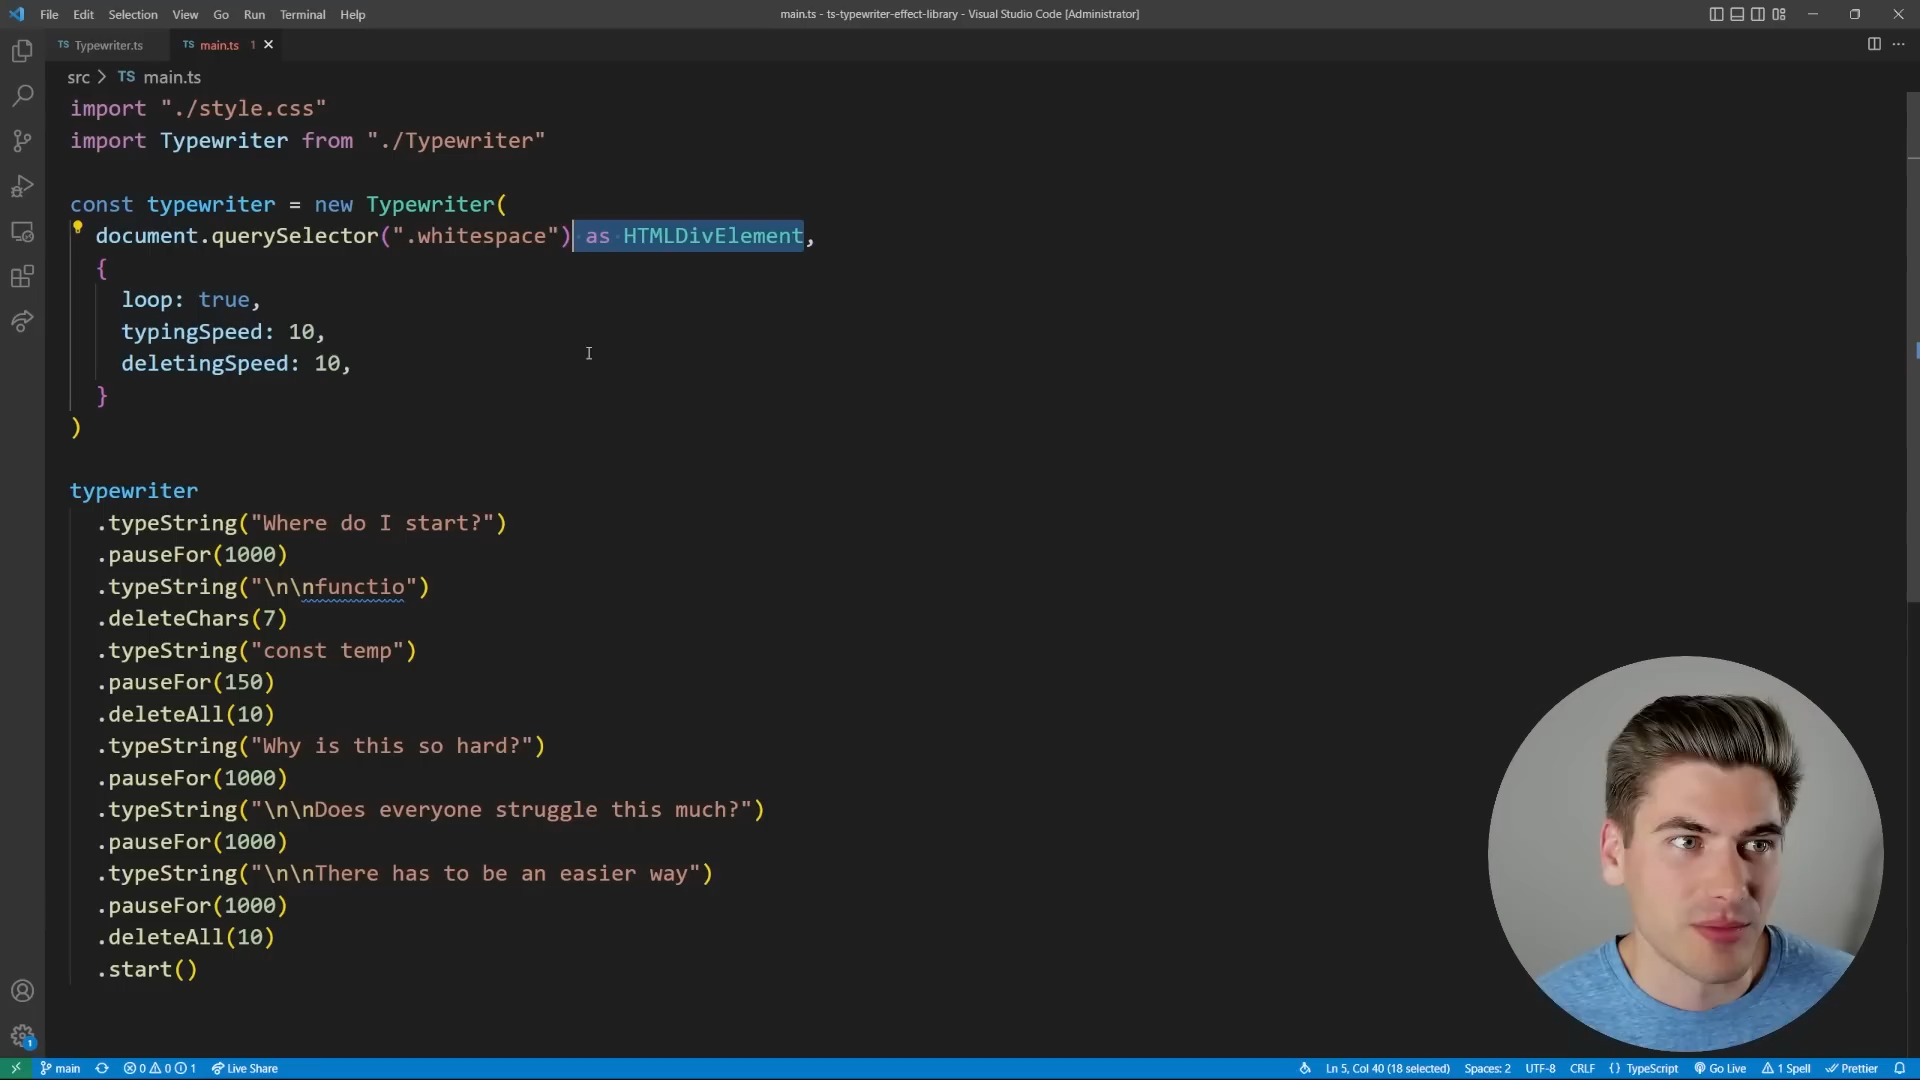 File Edit Selection View Go Run Terminal Help
main.ts - ts-typewriter-effect-library - Visual Studio Code [Administrator]
TS Typewriter.ts
TS main.ts 1
src > TS main.ts
import "./style.css"
import Typewriter from "./Typewriter"
const typewriter = new Typewriter(
document.querySelector(".whitespace") as HTMLDivElement,
{
loop: true,
typingSpeed: 10,
deletingSpeed: 10,
}
)
typewriter
.typeString("Where do I start?")
.pauseFor(1000)
.typeString("\n\nfunctio")
.deleteChars(7)
.typeString("const temp")
.pauseFor(150)
.deleteAll(10)
.typeString("Why is this so hard?")
.pauseFor(1000)
.typeString("\n\nDoes everyone struggle this much?")
.pauseFor(1000)
.typeString("\n\nThere has to be an easier way")
.pauseFor(1000)
.deleteAll(10)
.start()
1
main 0 0 1 Live Share
Ln 5, Col 40 (18 selected) Spaces: 2 UTF-8 CRLF {} TypeScript Go Live 1 Spell Prettier